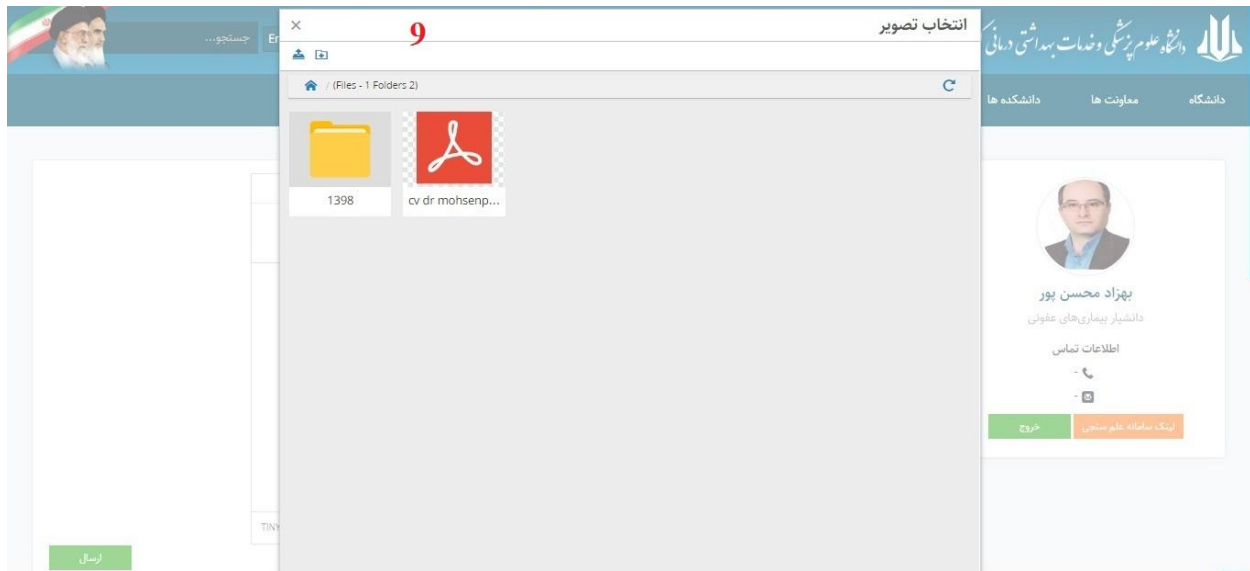 دانشگاه علوم پزشکی و خدمات بهداشتی درمانی
جستجو...
En
دانشگاه
معاونت ها
دانشکده ها
انتخاب تصویر
×
9
/ (Files - 1 Folders 2)
1398
cv dr mohsenp...
بهزاد محسن پور
دانشیار بیماری‌های عفونی
اطلاعات تماس
-
-
لینک سامانه علم سنجی
خروج
TINY
ارسال